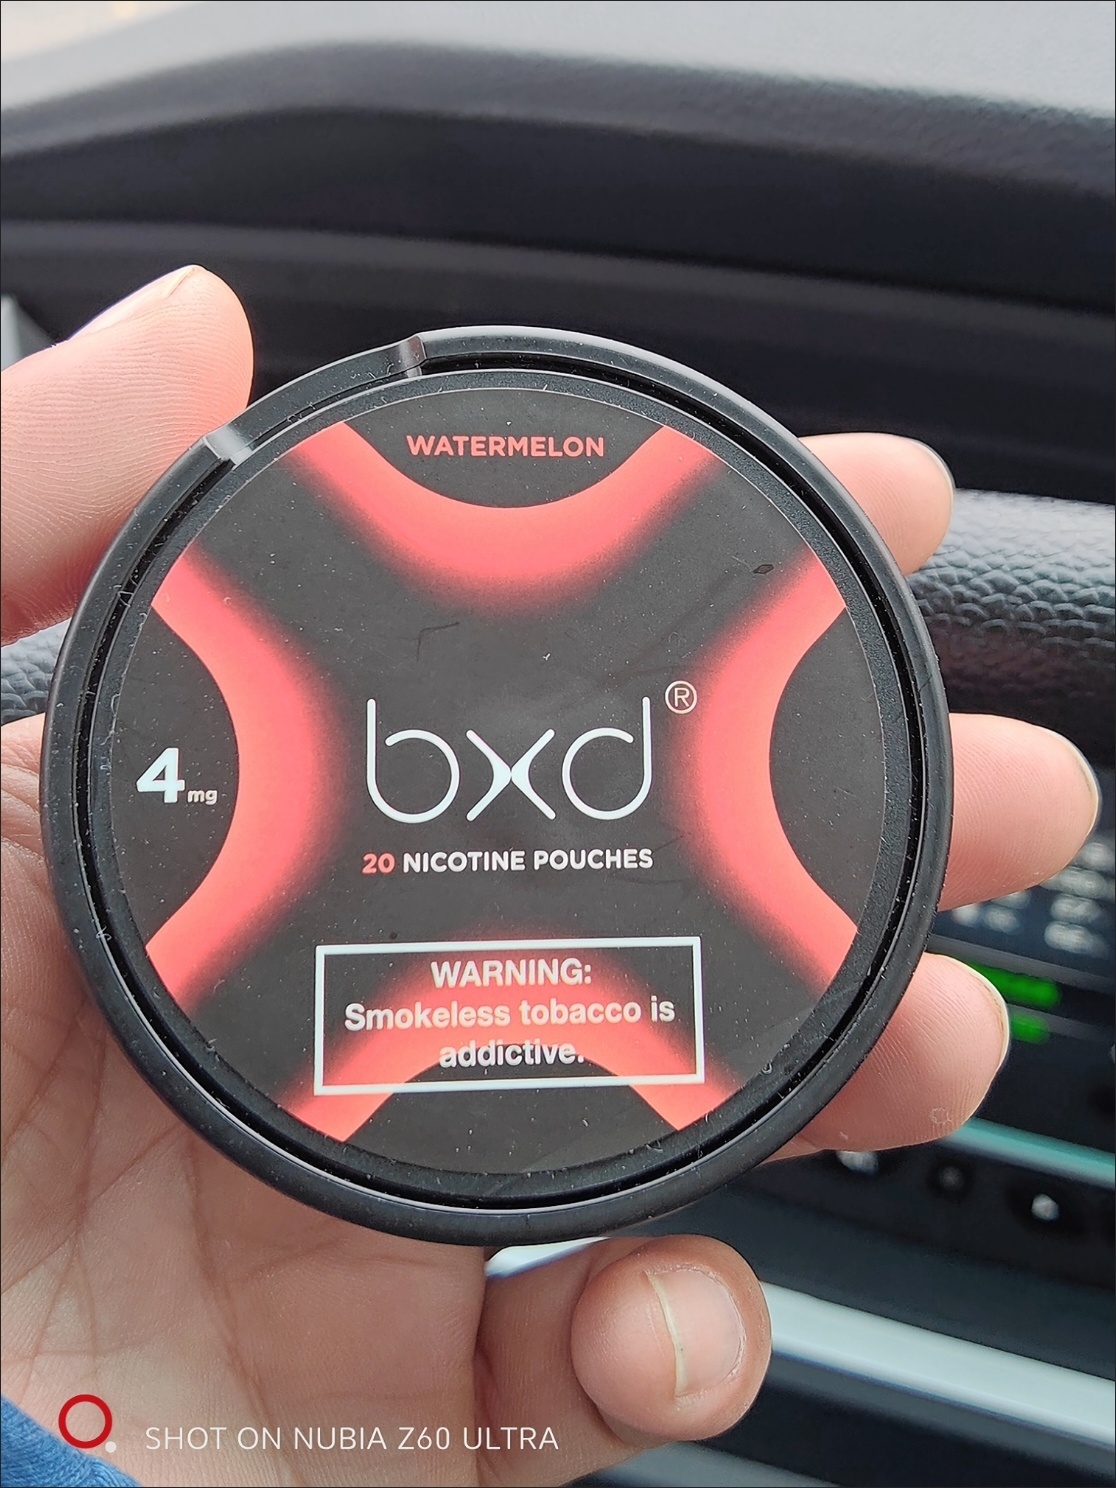 WATERMELON
bxd®
4mg
20 NICOTINE POUCHES
WARNING:
Smokeless tobacco is
addictive.
SHOT ON NUBIA Z60 ULTRA